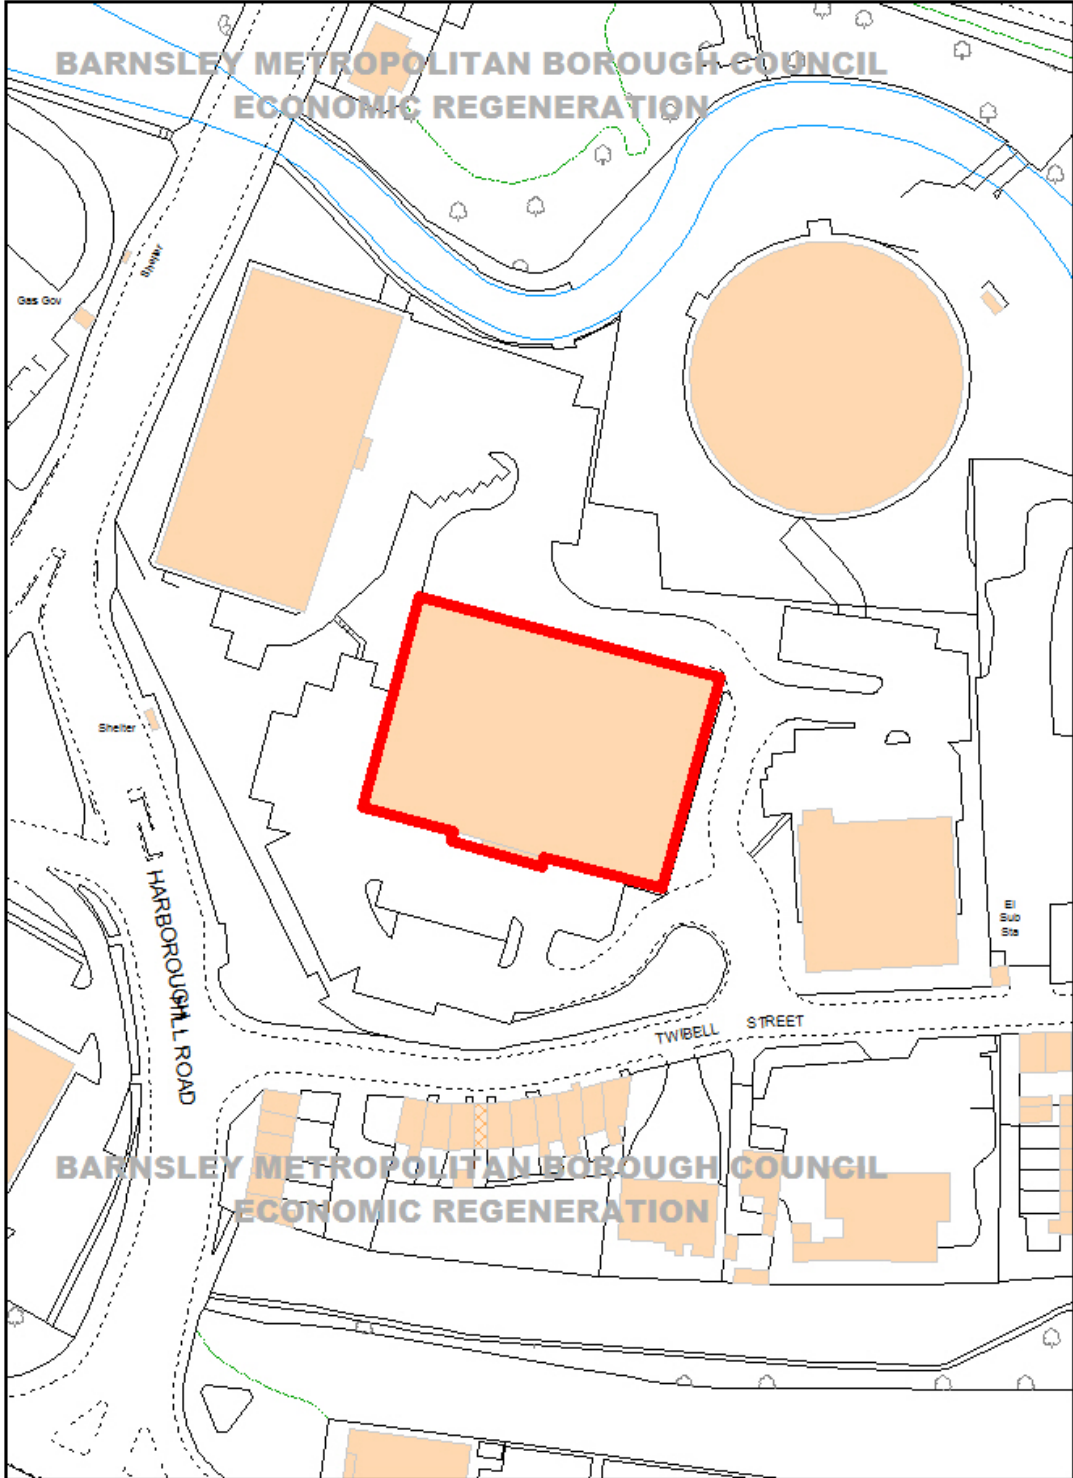 BARNSLEY METROPOLITAN BOROUGH COUNCIL
ECONOMIC REGENERATION
Shelter
Gas Gov
Shelter
HARBOROUGH HILL ROAD
El
Sub
Sta
TWIBELL STREET
BARNSLEY METROPOLITAN BOROUGH COUNCIL
ECONOMIC REGENERATION